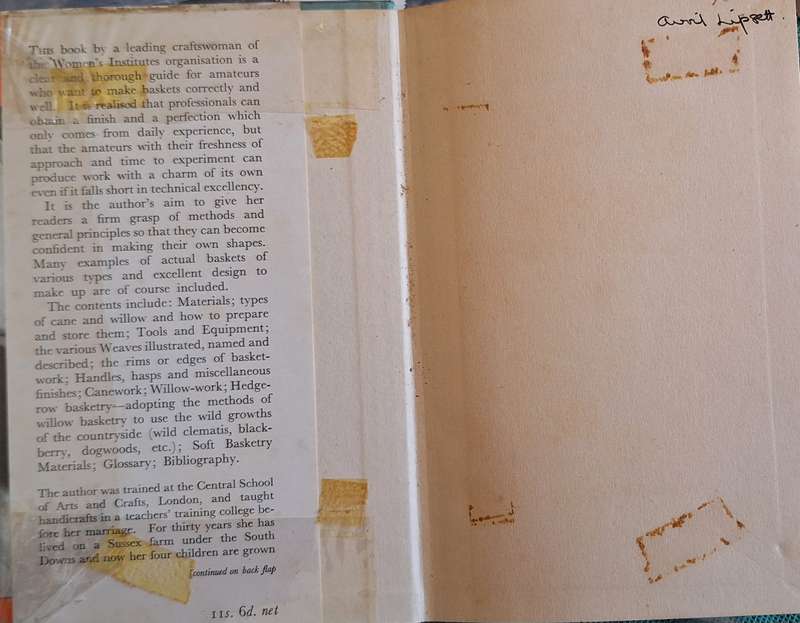 THIS book by a leading craftswoman of
the Women's Institutes organisation is a
clear and thorough guide for amateurs
who want to make baskets correctly and
well. It is realised that professionals can
obtain a finish and a perfection which
only comes from daily experience, but
that the amateurs with their freshness of
approach and time to experiment can
produce work with a charm of its own
even if it falls short in technical excellency.
It is the author's aim to give her
readers a firm grasp of methods and
general principles so that they can become
confident in making their own shapes.
Many examples of actual baskets of
various types and excellent design to
make up are of course included.
The contents include: Materials; types
of cane and willow and how to prepare
and store them; Tools and Equipment;
the various Weaves illustrated, named and
described; the rims or edges of basket-
work; Handles, hasps and miscellaneous
finishes; Canework; Willow-work; Hedge-
row basketry—adopting the methods of
willow basketry to use the wild growths
of the countryside (wild clematis, black-
berry, dogwoods, etc.); Soft Basketry
Materials; Glossary; Bibliography.
The author was trained at the Central School
of Arts and Crafts, London, and taught
handicrafts in a teachers' training college be-
fore her marriage. For thirty years she has
lived on a Sussex farm under the South
Downs and now her four children are grown
[continued on back flap
11s. 6d. net
Avril Lipsett.